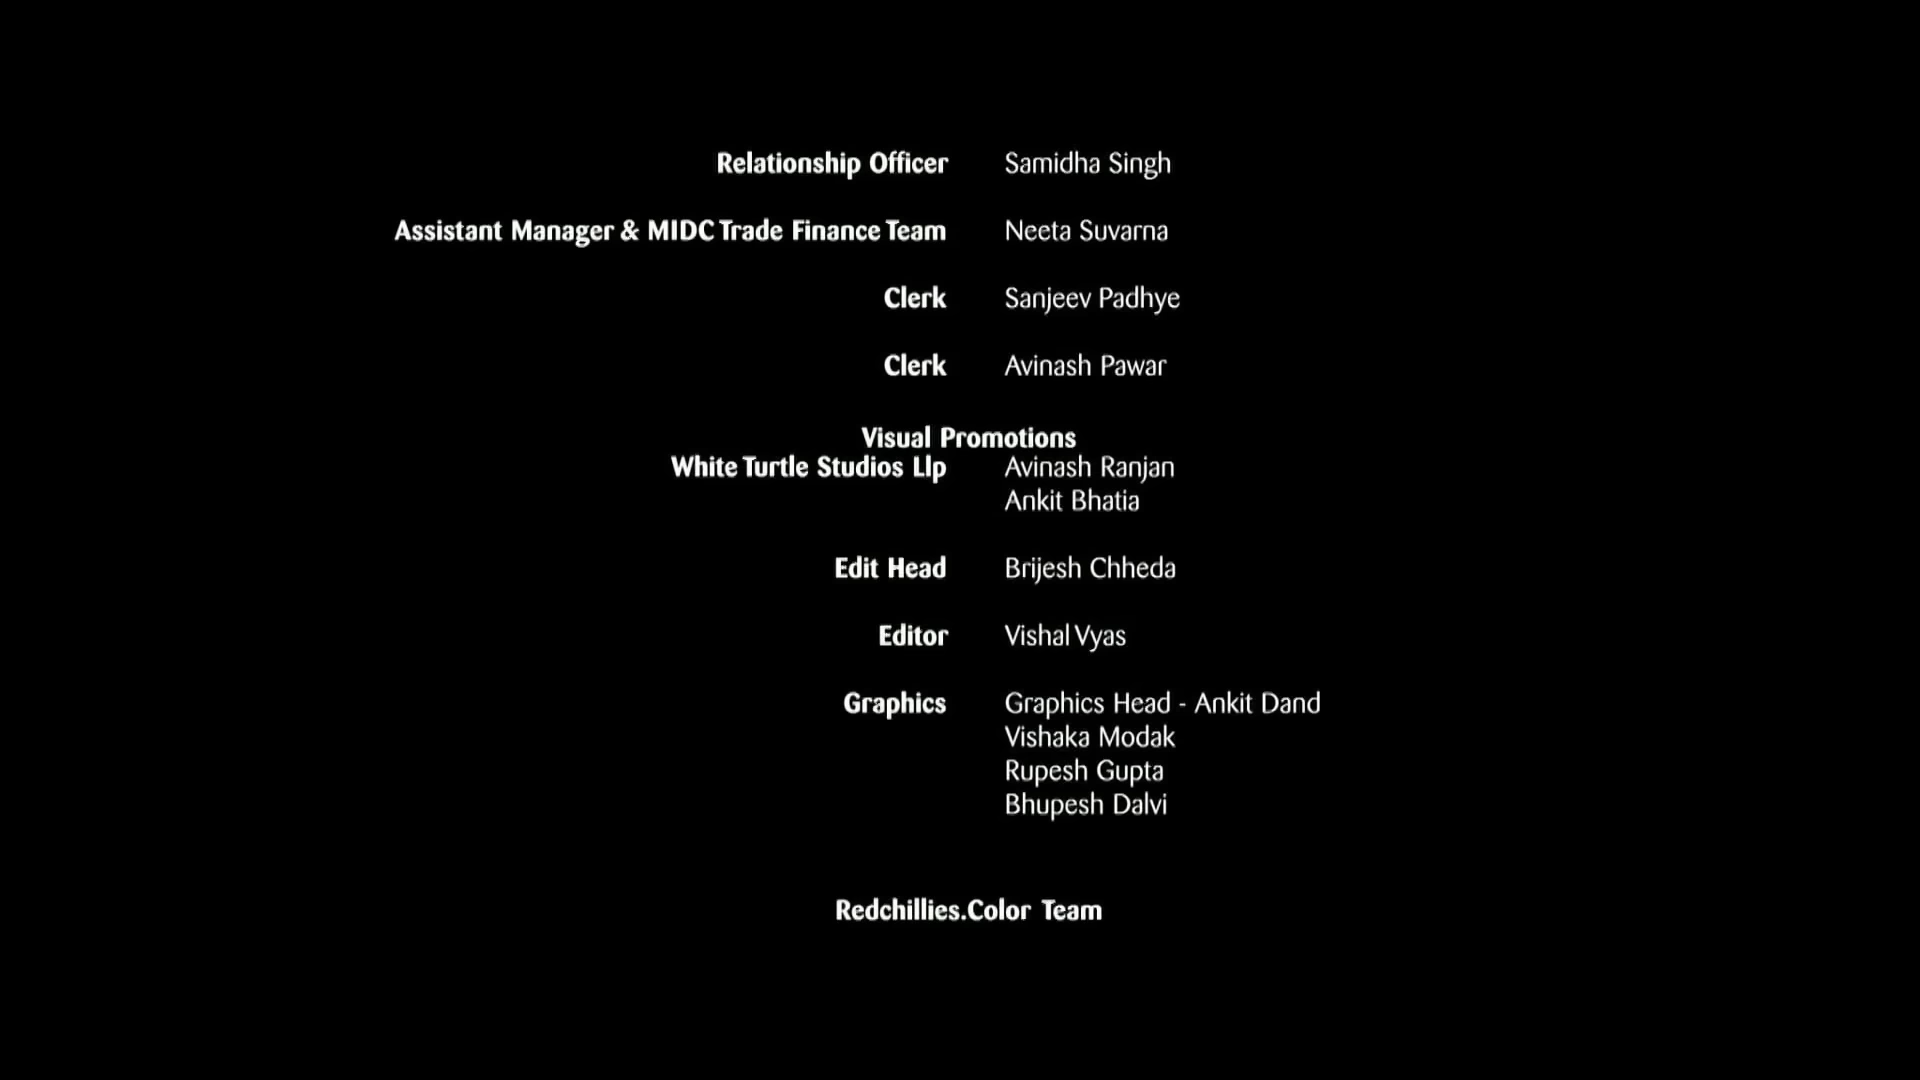 Relationship Officer Samidha Singh
Assistant Manager & MIDC Trade Finance Team Neeta Suvarna
Clerk Sanjeev Padhye
Clerk Avinash Pawar
Visual Promotions
White Turtle Studios Llp Avinash Ranjan
Ankit Bhatia
Edit Head Brijesh Chheda
Editor Vishal Vyas
Graphics Graphics Head - Ankit Dand
Vishaka Modak
Rupesh Gupta
Bhupesh Dalvi
Redchillies.Color Team